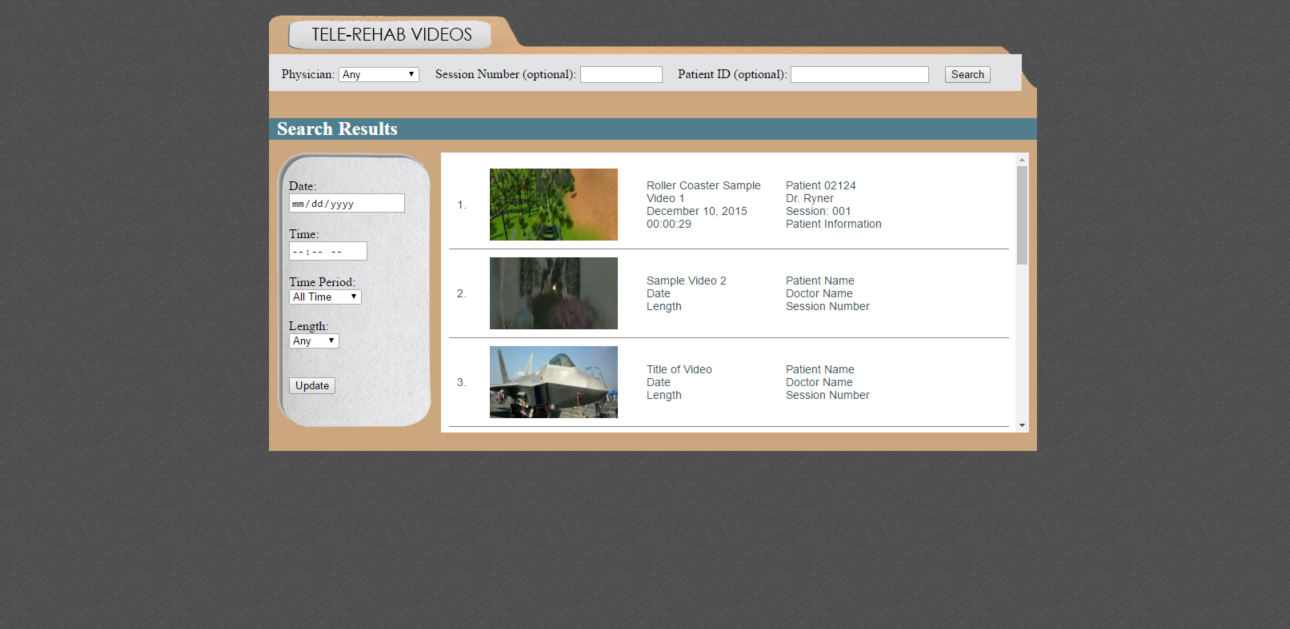 TELE-REHAB VIDEOS
Physician: Any Session Number (optional): Patient ID (optional): Search
Search Results
Date:
mm/dd/yyyy
Time:
--:-- --
Time Period:
All Time
Length:
Any
Update
1.
Roller Coaster Sample
Video 1
December 10, 2015
00:00:29
Patient 02124
Dr. Ryner
Session: 001
Patient Information
2.
Sample Video 2
Date
Length
Patient Name
Doctor Name
Session Number
3.
Title of Video
Date
Length
Patient Name
Doctor Name
Session Number